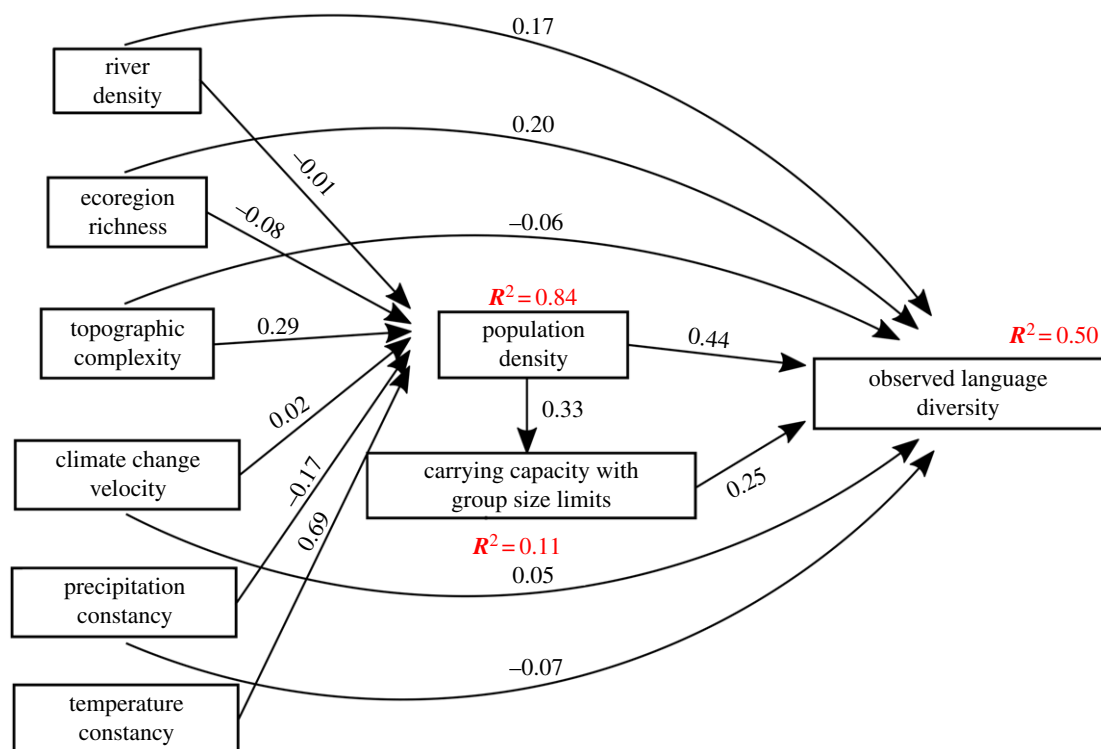 0.17
river
density
0.20
–0.01
ecoregion
richness
–0.08
–0.06
R² = 0.84
topographic
complexity
0.29
population
density
0.44
R² = 0.50
observed language
diversity
0.02
0.33
climate change
velocity
–0.17
carrying capacity with
group size limits
0.25
0.69
R² = 0.11
0.05
precipitation
constancy
–0.07
temperature
constancy